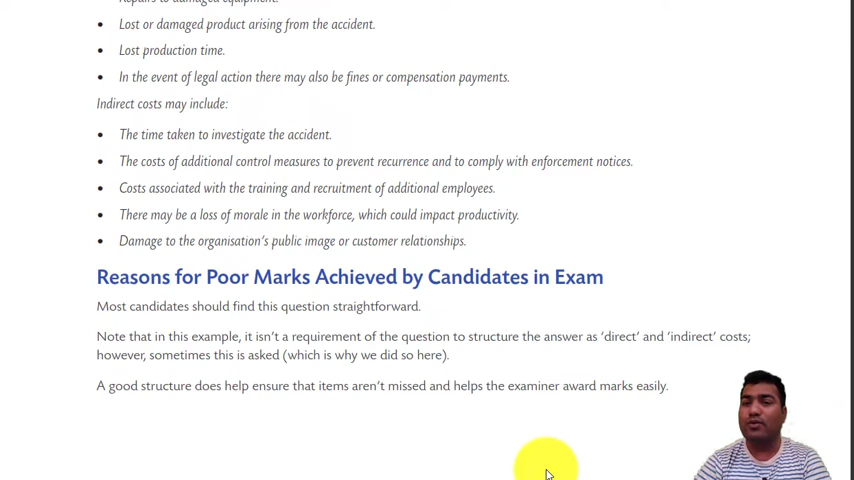 Repairs to damaged equipment.
• Lost or damaged product arising from the accident.
• Lost production time.
• In the event of legal action there may also be fines or compensation payments.
Indirect costs may include:
• The time taken to investigate the accident.
• The costs of additional control measures to prevent recurrence and to comply with enforcement notices.
• Costs associated with the training and recruitment of additional employees.
• There may be a loss of morale in the workforce, which could impact productivity.
• Damage to the organisation's public image or customer relationships.
Reasons for Poor Marks Achieved by Candidates in Exam
Most candidates should find this question straightforward.
Note that in this example, it isn't a requirement of the question to structure the answer as 'direct' and 'indirect' costs;
however, sometimes this is asked (which is why we did so here).
A good structure does help ensure that items aren't missed and helps the examiner award marks easily.